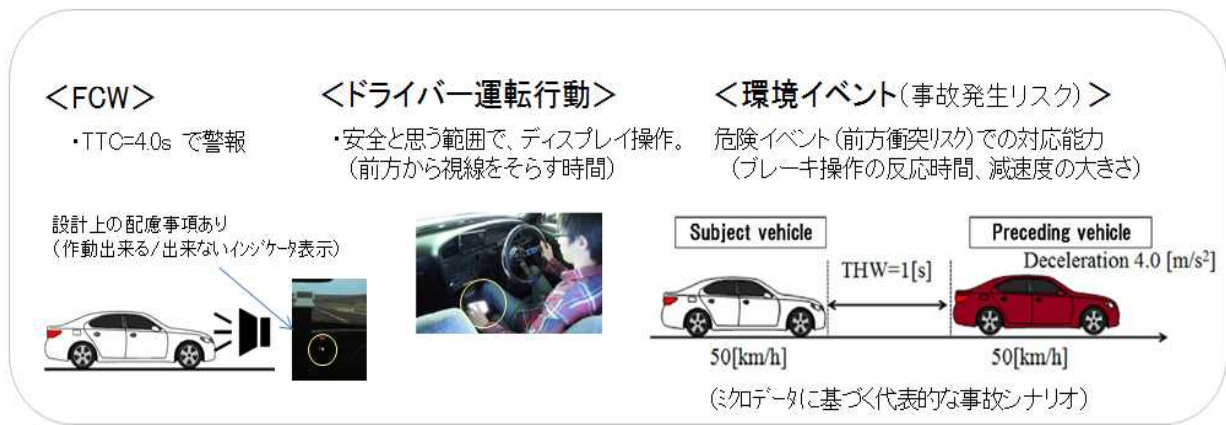 <FCW>
・TTC=4.0s で警報
設計上の配慮事項あり
(作動出来る/出来ないインジケータ表示)
<ドライバー運転行動>
・安全と思う範囲で、ディスプレイ操作。
(前方から視線をそらす時間)
<環境イベント(事故発生リスク)>
危険イベント(前方衝突リスク)での対応能力
(ブレーキ操作の反応時間、減速度の大きさ)
Subject vehicle
Preceding vehicle
Deceleration 4.0 [m/s²]
THW=1[s]
50[km/h]
50[km/h]
(ミクロデータに基づく代表的な事故シナリオ)